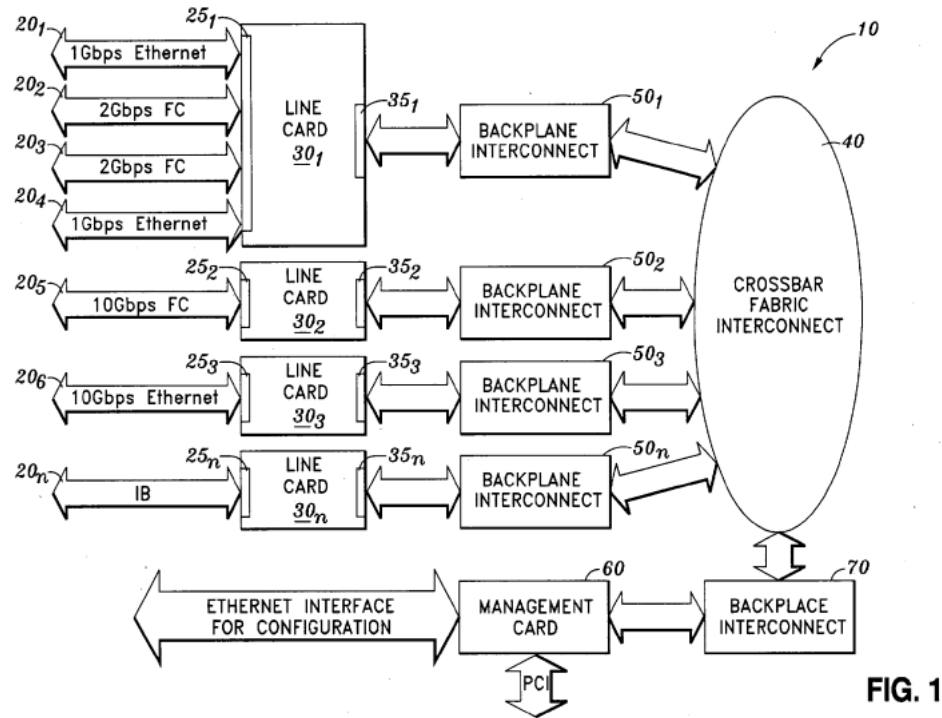 10
20₁
1Gbps Ethernet
20₂
2Gbps FC
20₃
2Gbps FC
20₄
1Gbps Ethernet
25₁
LINE
CARD
30₁
35₁
50₁
BACKPLANE
INTERCONNECT
40
CROSSBAR
FABRIC
INTERCONNECT
20₅
10Gbps FC
25₂
LINE
CARD
30₂
35₂
50₂
BACKPLANE
INTERCONNECT
20₆
10Gbps Ethernet
25₃
LINE
CARD
30₃
35₃
50₃
BACKPLANE
INTERCONNECT
20ₙ
IB
25ₙ
LINE
CARD
30ₙ
35ₙ
50ₙ
BACKPLANE
INTERCONNECT
ETHERNET INTERFACE
FOR CONFIGURATION
60
MANAGEMENT
CARD
70
BACKPLACE
INTERCONNECT
PCI
FIG. 1